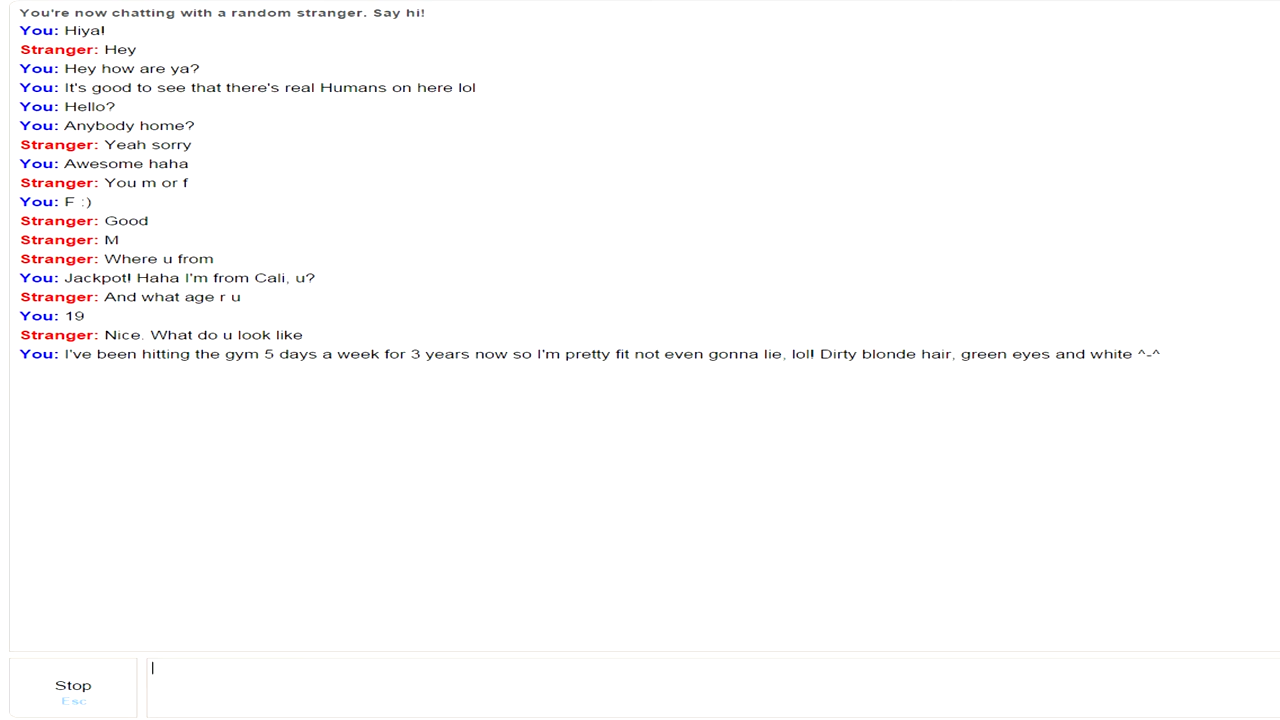 You're now chatting with a random stranger. Say hi!
You: Hiya!
Stranger: Hey
You: Hey how are ya?
You: It's good to see that there's real Humans on here lol
You: Hello?
You: Anybody home?
Stranger: Yeah sorry
You: Awesome haha
Stranger: You m or f
You: F :)
Stranger: Good
Stranger: M
Stranger: Where u from
You: Jackpot! Haha I'm from Cali, u?
Stranger: And what age r u
You: 19
Stranger: Nice. What do u look like
You: I've been hitting the gym 5 days a week for 3 years now so I'm pretty fit not even gonna lie, lol! Dirty blonde hair, green eyes and white ^-^
Stop
Esc